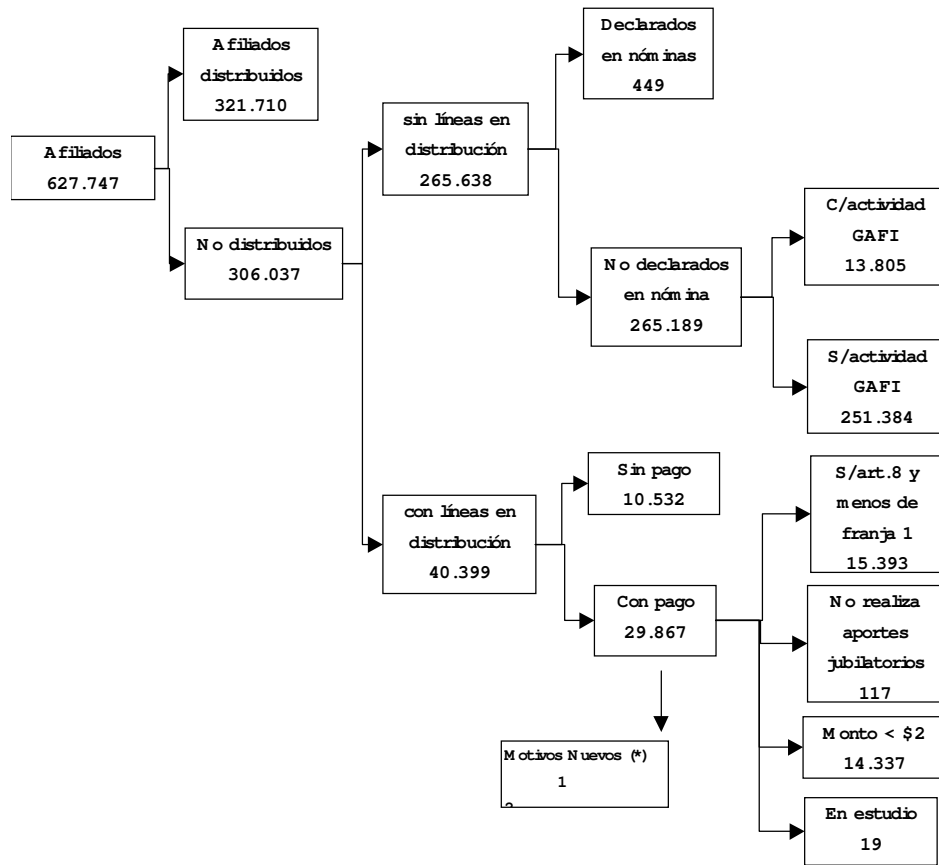 Afiliados
627.747
Afiliados
distribuidos
321.710
No distribuidos
306.037
sin líneas en
distribución
265.638
con líneas en
distribución
40.399
Declarados
en nóminas
449
No declarados
en nómina
265.189
C/actividad
GAFI
13.805
S/actividad
GAFI
251.384
Sin pago
10.532
Con pago
29.867
S/art.8 y
menos de
franja 1
15.393
No realiza
aportes
jubilatorios
117
Monto < $2
14.337
En estudio
19
Motivos Nuevos (*)
1